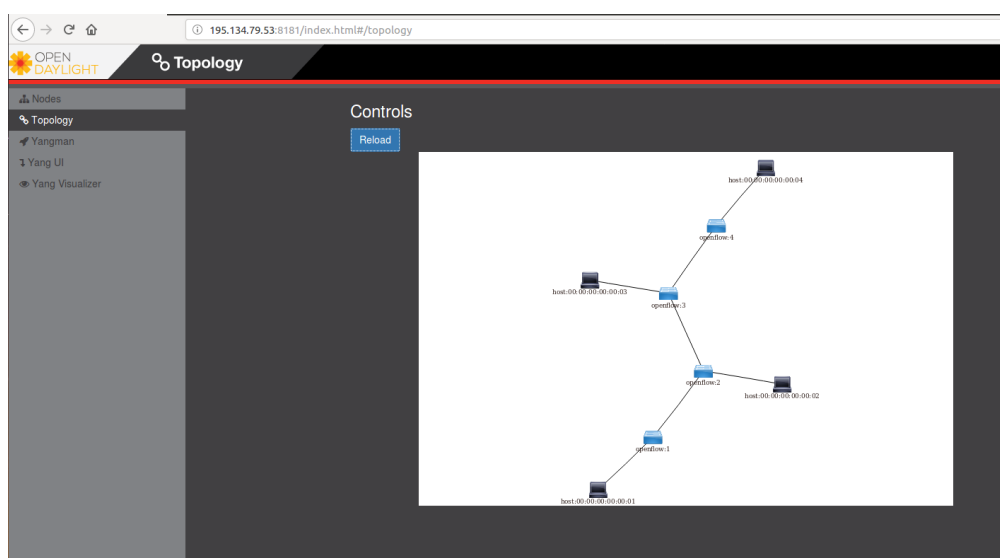 195.134.79.53:8181/index.html#/topology
OPEN
DAYLIGHT
Topology
Nodes
Topology
Yangman
Yang UI
Yang Visualizer
Controls
Reload
host:00:00:00:00:00:04
openflow:4
host:00:00:00:00:00:03
openflow:3
openflow:2
host:00:00:00:00:00:02
openflow:1
host:00:00:00:00:00:01